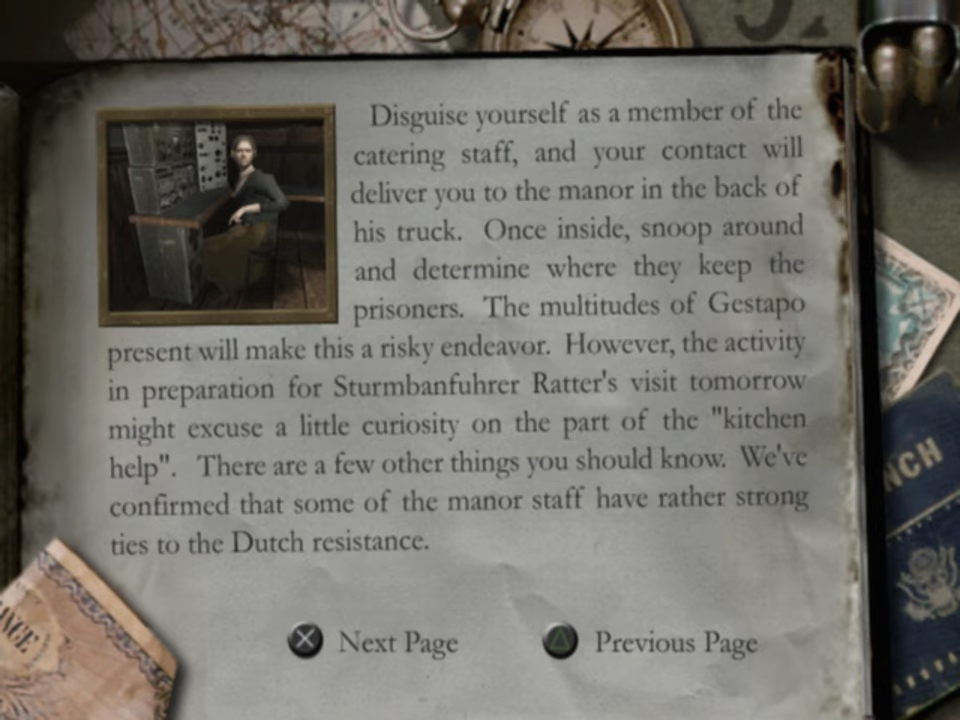 Disguise yourself as a member of the
catering staff, and your contact will
deliver you to the manor in the back of
his truck. Once inside, snoop around
and determine where they keep the
prisoners. The multitudes of Gestapo
present will make this a risky endeavor. However, the activity
in preparation for Sturmbanfuhrer Ratter's visit tomorrow
might excuse a little curiosity on the part of the "kitchen
help". There are a few other things you should know. We've
confirmed that some of the manor staff have rather strong
ties to the Dutch resistance.
Next Page
Previous Page